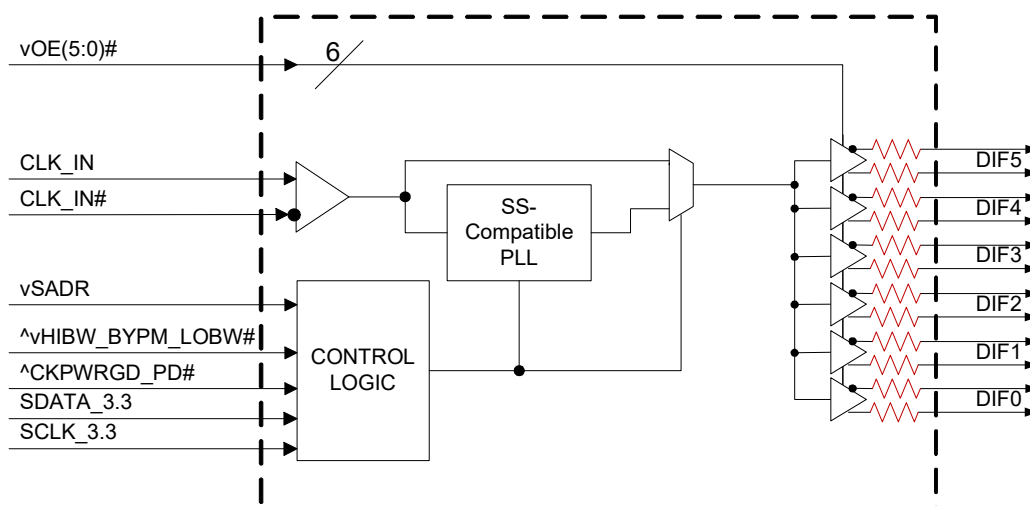 vOE(5:0)#
6
CLK_IN
CLK_IN#
SS-
Compatible
PLL
vSADR
^vHIBW_BYPM_LOBW#
^CKPWRGD_PD#
SDATA_3.3
SCLK_3.3
CONTROL
LOGIC
DIF5
DIF4
DIF3
DIF2
DIF1
DIF0